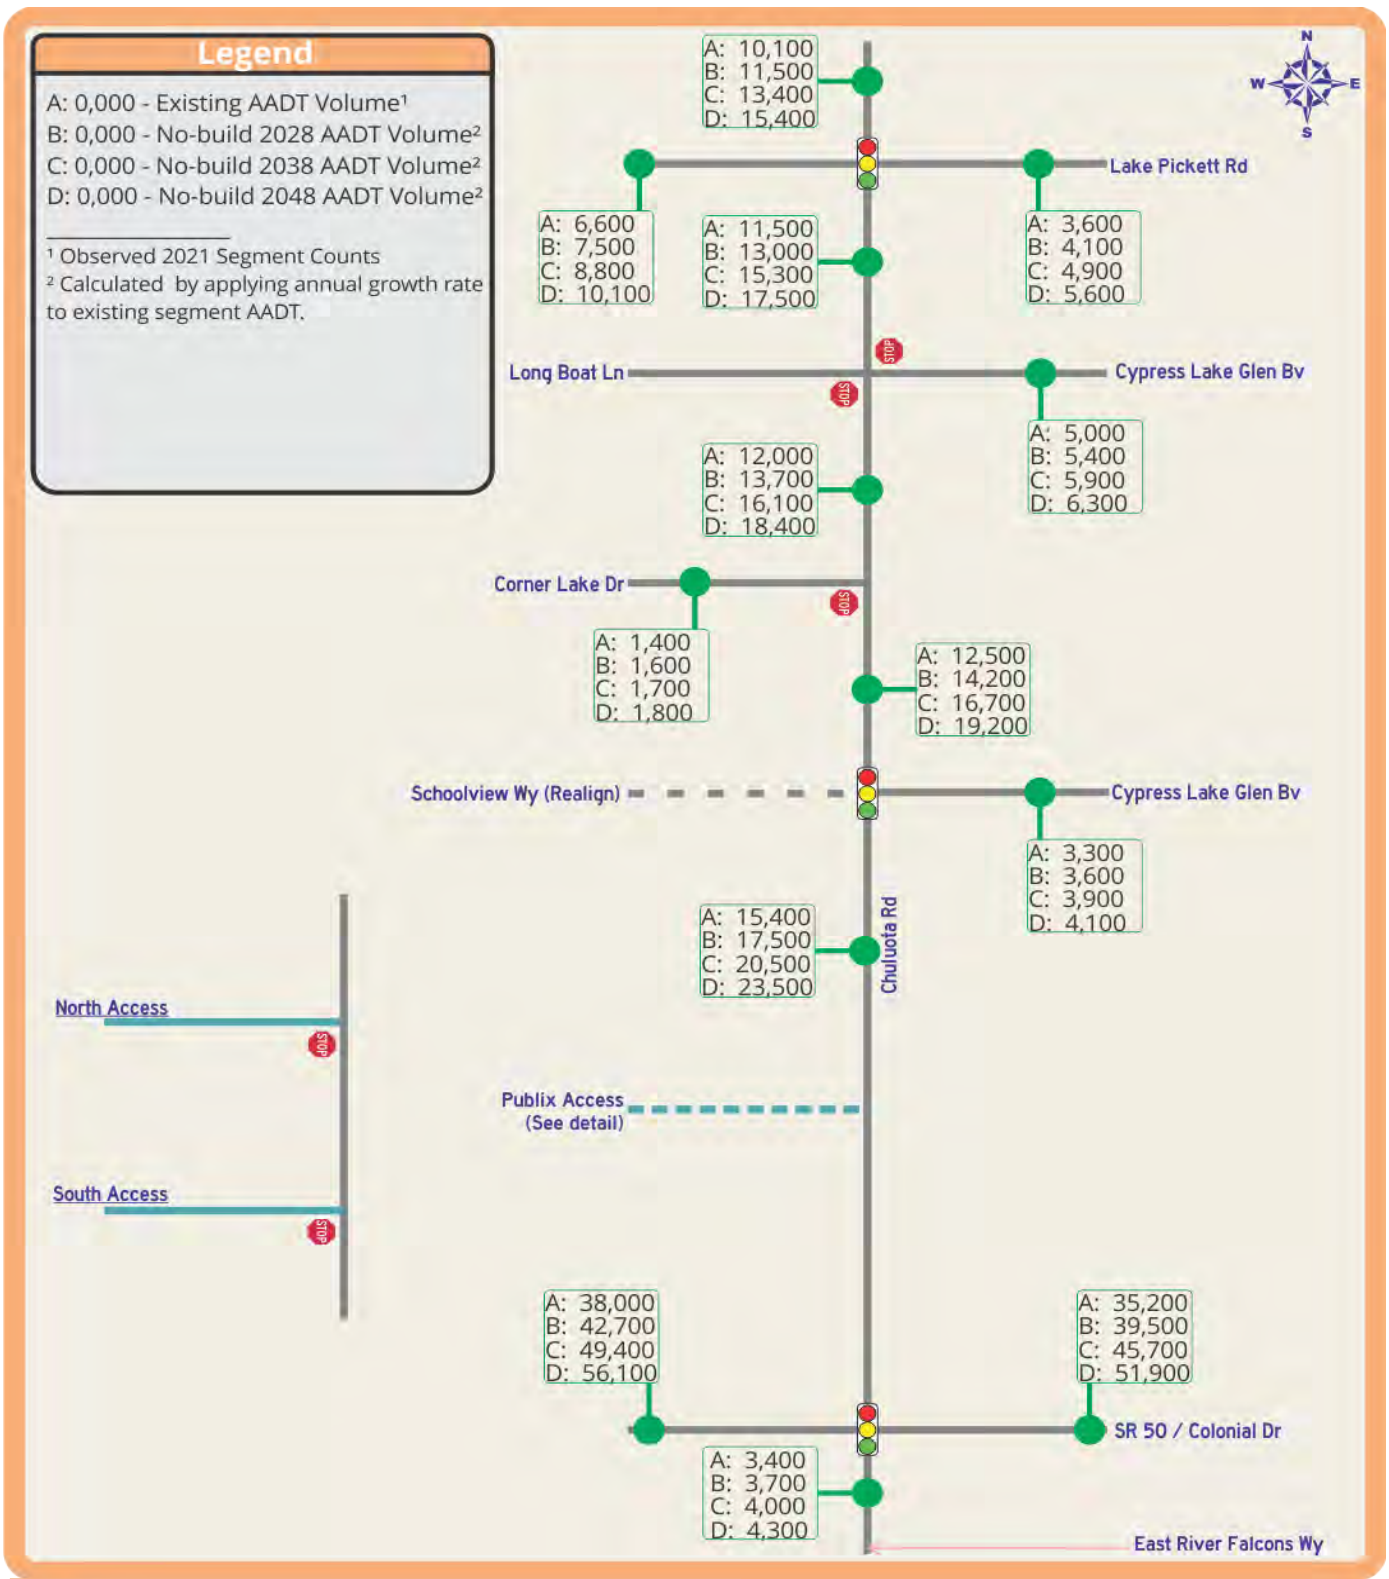 Legend
A: 0,000 - Existing AADT Volume¹
B: 0,000 - No-build 2028 AADT Volume²
C: 0,000 - No-build 2038 AADT Volume²
D: 0,000 - No-build 2048 AADT Volume²
¹ Observed 2021 Segment Counts
² Calculated by applying annual growth rate
to existing segment AADT.
N
W
E
S
A: 10,100
B: 11,500
C: 13,400
D: 15,400
Lake Pickett Rd
A: 6,600
B: 7,500
C: 8,800
D: 10,100
A: 11,500
B: 13,000
C: 15,300
D: 17,500
A: 3,600
B: 4,100
C: 4,900
D: 5,600
STOP
Long Boat Ln
Cypress Lake Glen Bv
STOP
A: 5,000
B: 5,400
C: 5,900
D: 6,300
A: 12,000
B: 13,700
C: 16,100
D: 18,400
Corner Lake Dr
STOP
A: 1,400
B: 1,600
C: 1,700
D: 1,800
A: 12,500
B: 14,200
C: 16,700
D: 19,200
Schoolview Wy (Realign)
Cypress Lake Glen Bv
A: 3,300
B: 3,600
C: 3,900
D: 4,100
A: 15,400
B: 17,500
C: 20,500
D: 23,500
Chuluota Rd
North Access
STOP
Publix Access
(See detail)
South Access
STOP
A: 38,000
B: 42,700
C: 49,400
D: 56,100
A: 35,200
B: 39,500
C: 45,700
D: 51,900
SR 50 / Colonial Dr
A: 3,400
B: 3,700
C: 4,000
D: 4,300
East River Falcons Wy